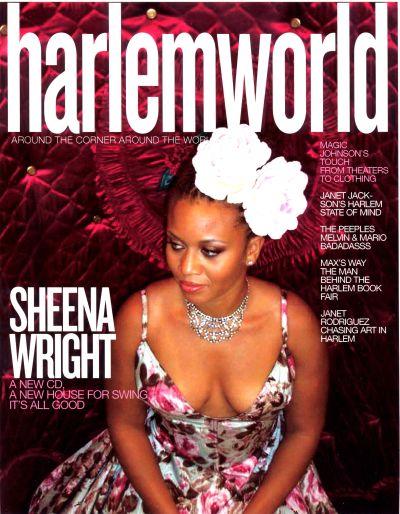 harlemworld
AROUND THE CORNER AROUND THE WORL
MAGIC
JOHNSON'S
TOUCH
FROM THEATERS
TO CLOTHING
JANET JACK-
SON'S HARLEM
STATE OF MIND
THE PEEPLES
MELVIN & MARIO
BADADASSS
MAX'S WAY
THE MAN
BEHIND THE
HARLEM BOOK
FAIR
JANET
RODRIGUEZ
CHASING ART IN
HARLEM
SHEENA
WRIGHT
A NEW CD,
A NEW HOUSE FOR SWING,
IT'S ALL GOOD